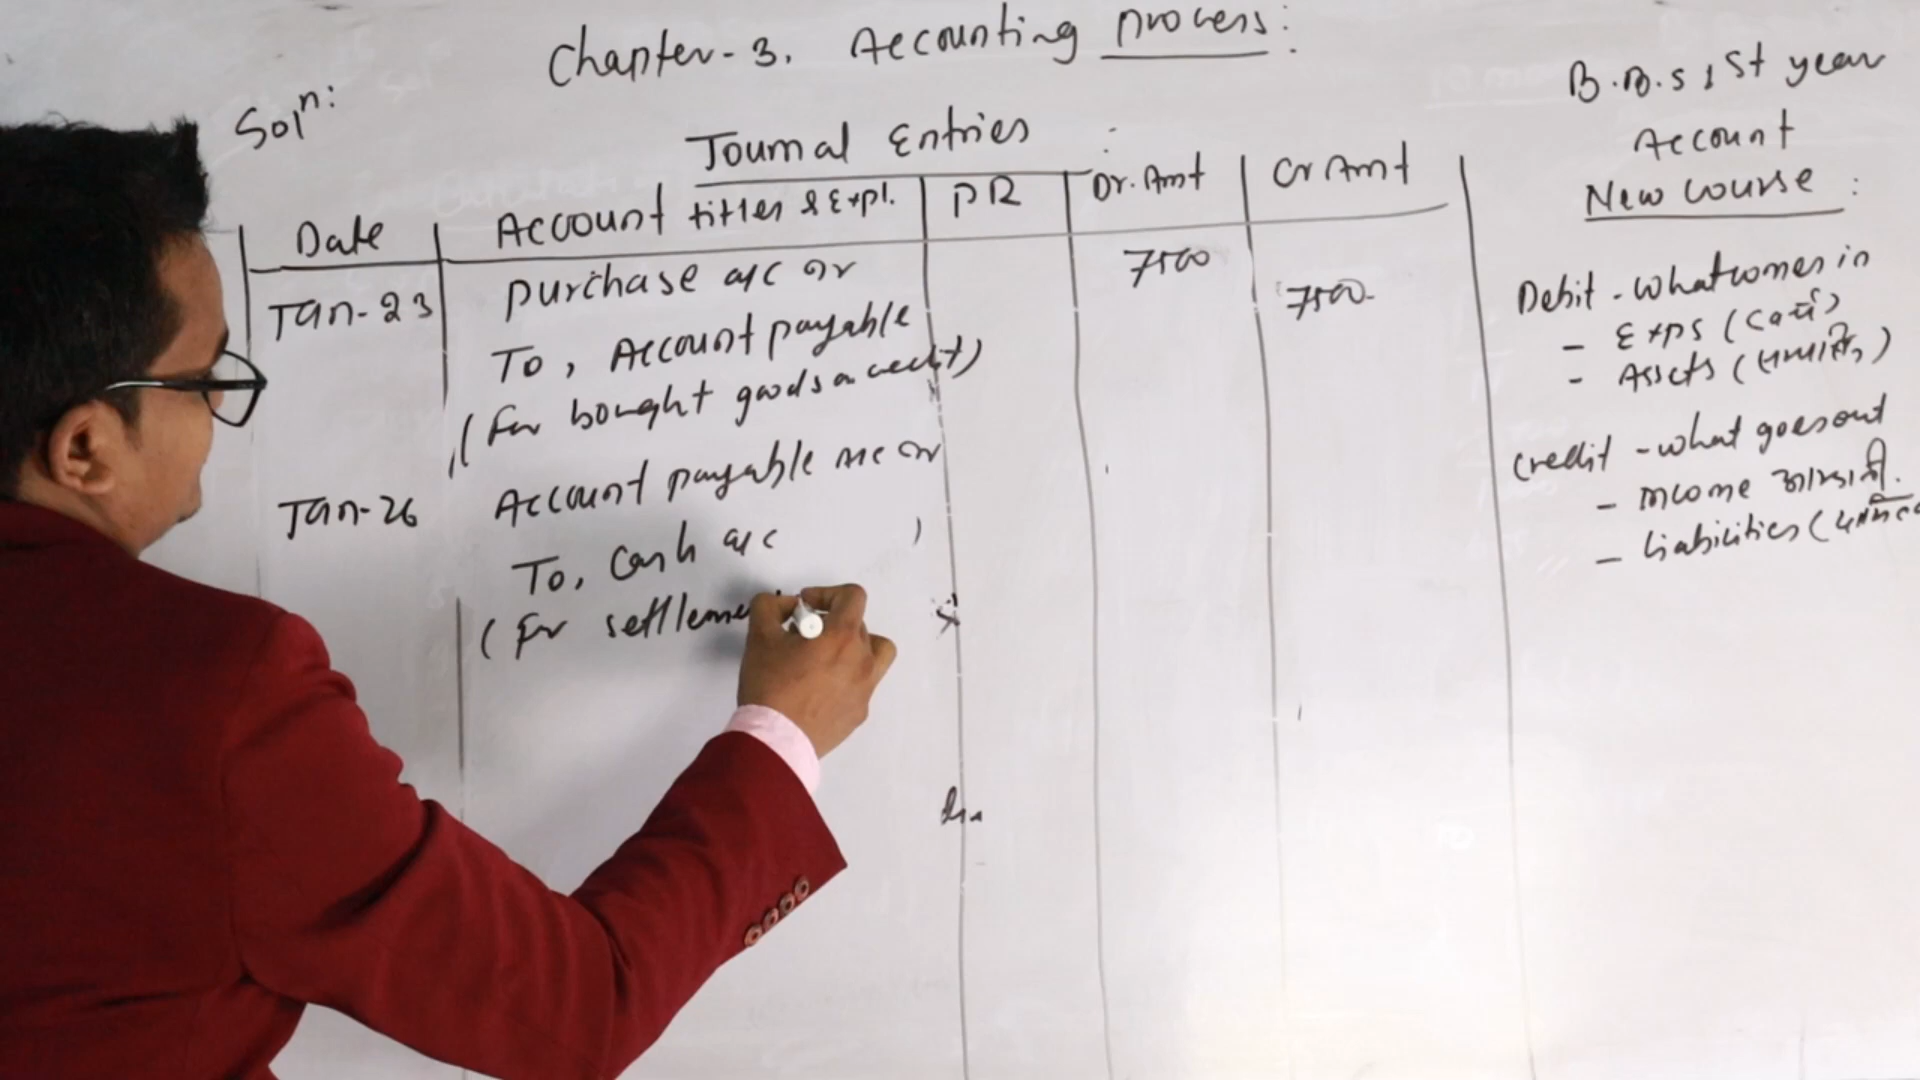 Chapter-3. Accounting process:
Solⁿ:
Journal Entries :
Date Account titles & Expl. PR Dr. Amt Cr Amt
Jan-23 purchase a/c Dr 7500
To, Account payable 7500-
(For bought goods on credit)
Jan-26 Account payable a/c Dr
To, Cash a/c )
(For settleme
B.B.S 1st year
Account
New Course :
Debit - what comes in
- Exps (
- Assets (
Credit - what goes out
- Income
- Liabilities (